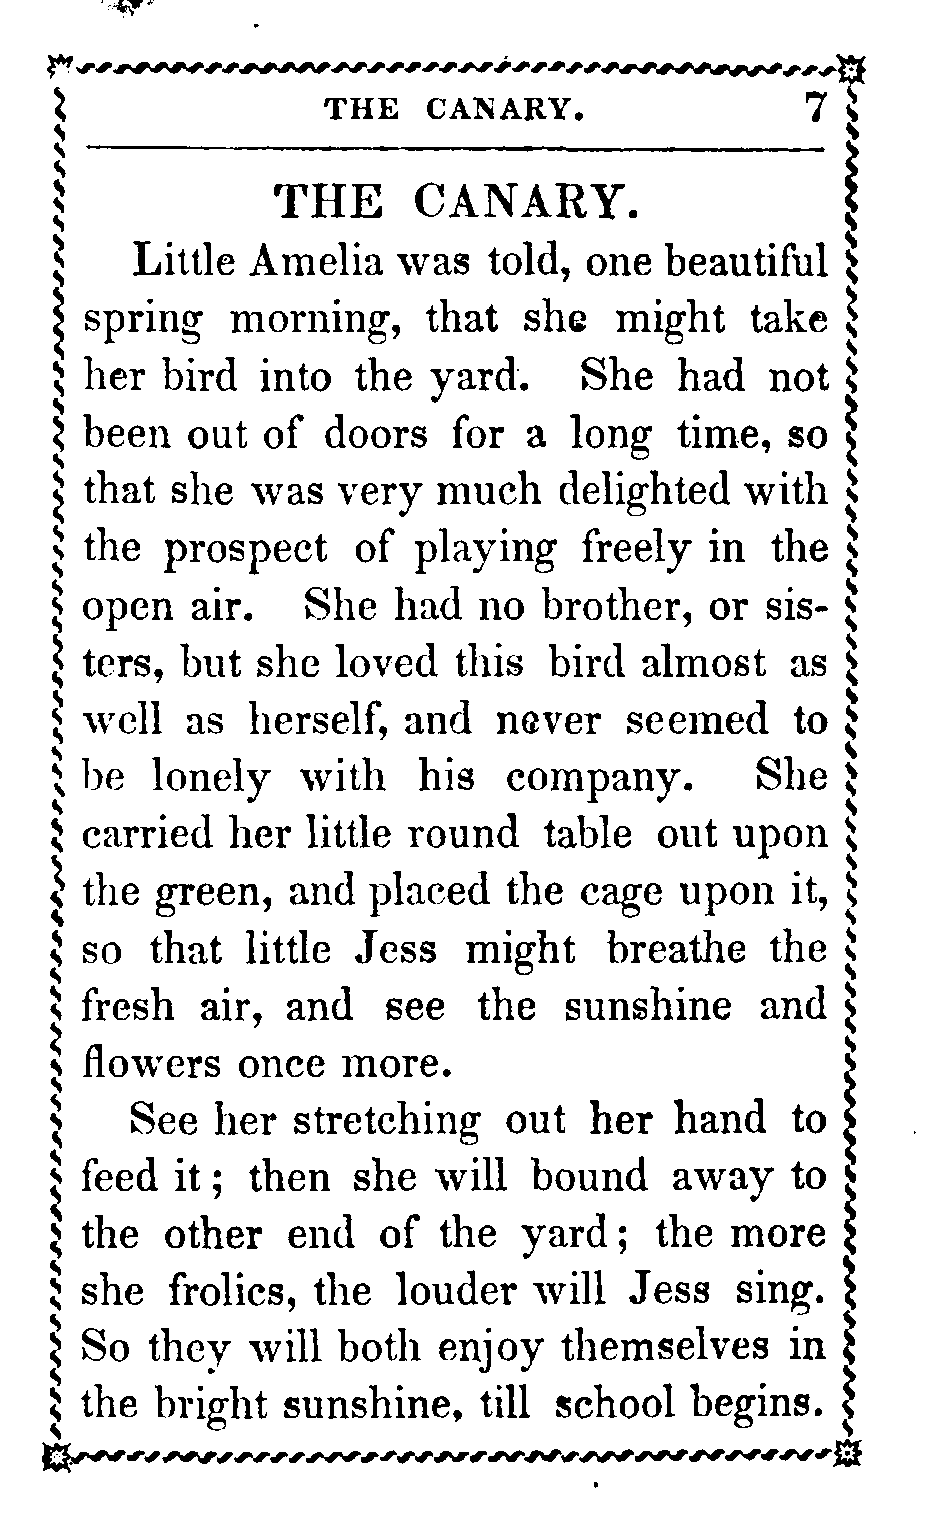 THE CANARY. 7
THE CANARY.
Little Amelia was told, one beautiful
spring morning, that she might take
her bird into the yard. She had not
been out of doors for a long time, so
that she was very much delighted with
the prospect of playing freely in the
open air. She had no brother, or sis-
ters, but she loved this bird almost as
well as herself, and never seemed to
be lonely with his company. She
carried her little round table out upon
the green, and placed the cage upon it,
so that little Jess might breathe the
fresh air, and see the sunshine and
flowers once more.
See her stretching out her hand to
feed it; then she will bound away to
the other end of the yard; the more
she frolics, the louder will Jess sing.
So they will both enjoy themselves in
the bright sunshine, till school begins.